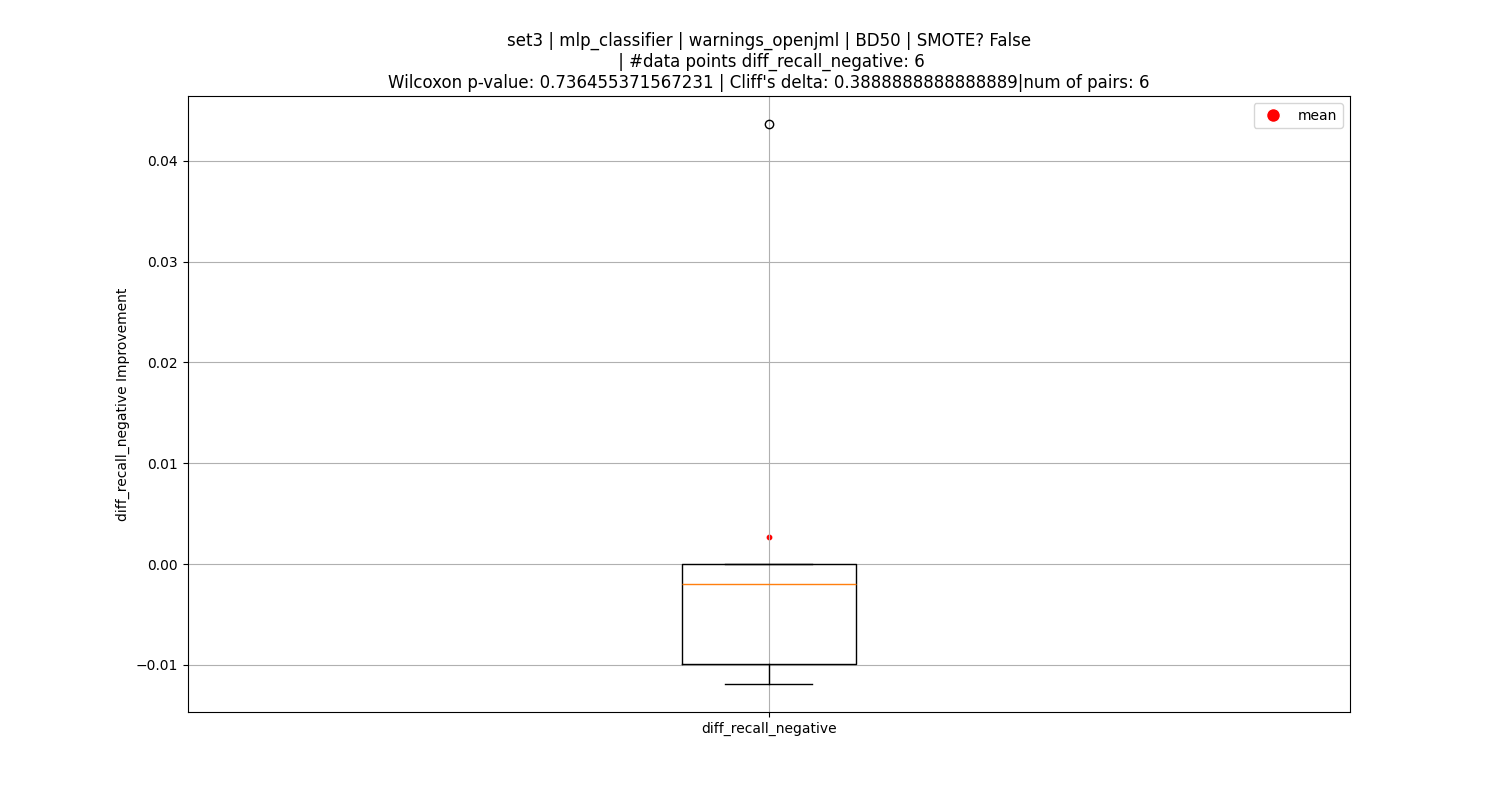 set3 | mlp_classifier | warnings_openjml | BD50 | SMOTE? False
| #data points diff_recall_negative: 6
Wilcoxon p-value: 0.736455371567231 | Cliff's delta: 0.3888888888888889|num of pairs: 6
mean
0.04
0.03
0.02
0.01
0.00
−0.01
diff_recall_negative Improvement
diff_recall_negative